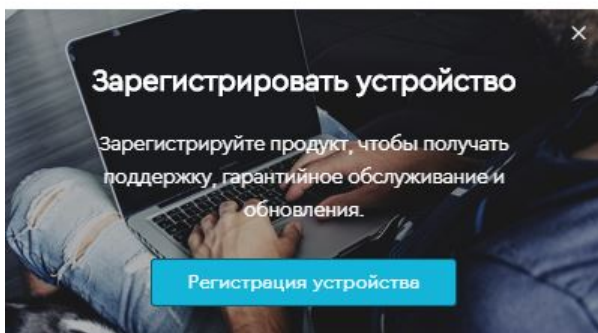 Зарегистрировать устройство
Зарегистрируйте продукт, чтобы получать
поддержку, гарантийное обслуживание и
обновления.
Регистрация устройства